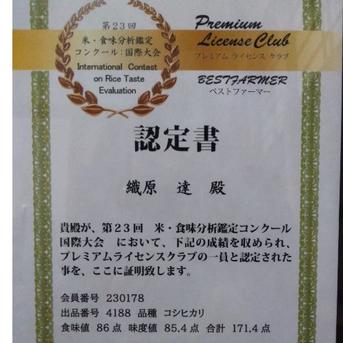 第23回
米・食味分析鑑定
コンクール:国際大会
International Contest
on Rice Taste
Evaluation
Premium
License Club
プレミアム ライセンス クラブ
BESTFARMER
ベストファーマー
認定書
織原 達 殿
貴殿が、第23回 米・食味分析鑑定コンクール
国際大会 において、下記の成績を収められ、
プレミアムライセンスクラブの一員と認定された
事を、ここに証明致します。
会員番号 230178
出品番号 4188 品種 コシヒカリ
食味値 86点 味度値 85.4点 合計 171.4点